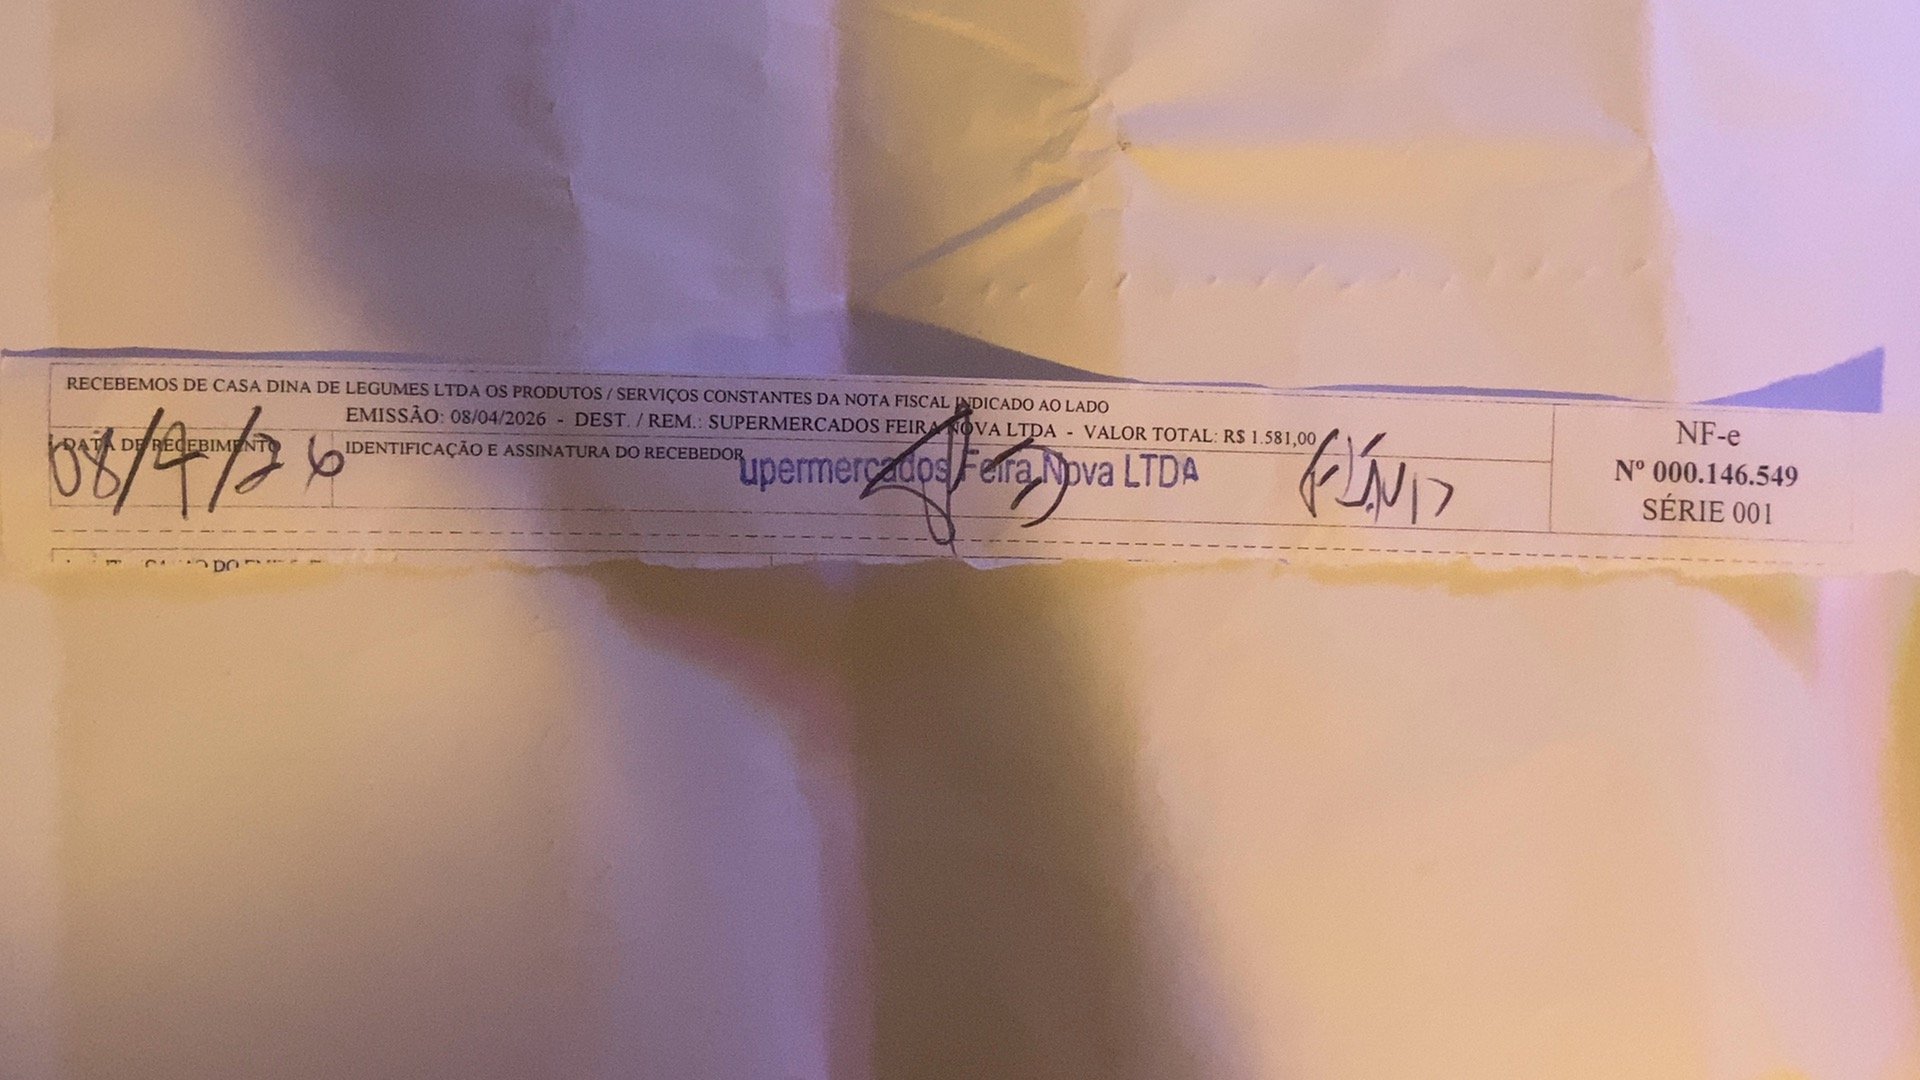 RECEBEMOS DE CASA DINA DE LEGUMES LTDA OS PRODUTOS / SERVIÇOS CONSTANTES DA NOTA FISCAL INDICADO AO LADO
EMISSÃO: 08/04/2026 - DEST. / REM.: SUPERMERCADOS FEIRA NOVA LTDA - VALOR TOTAL: R$ 1.581,00
DATA DE RECEBIMENTO
08/4/26
IDENTIFICAÇÃO E ASSINATURA DO RECEBEDOR
upermercados Feira Nova LTDA
NF-e
Nº 000.146.549
SÉRIE 001